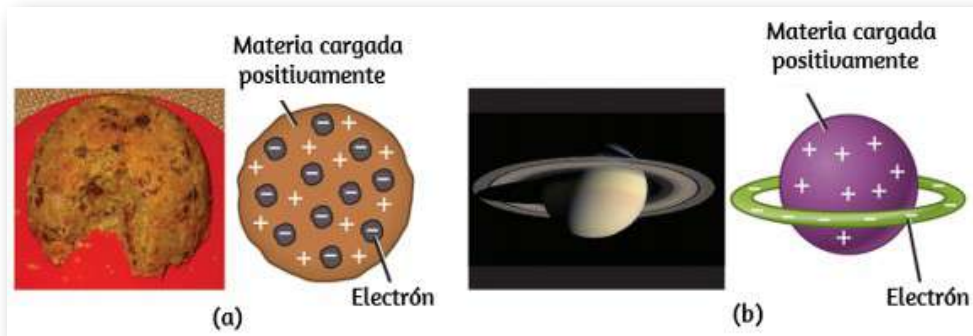 Materia cargada
positivamente
Electrón
(a)
Materia cargada
positivamente
Electrón
(b)